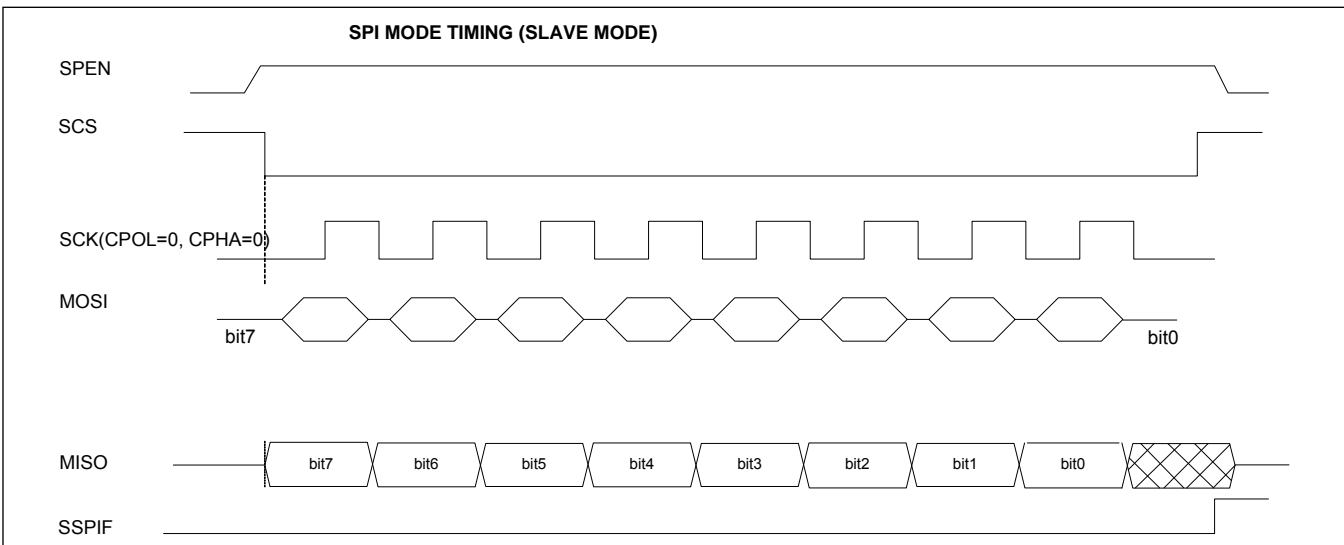 SPI MODE TIMING (SLAVE MODE)
SPEN
SCS
SCK(CPOL=0, CPHA=0)
MOSI
bit7
bit0
MISO
bit7 bit6 bit5 bit4 bit3 bit2 bit1 bit0
SSPIF